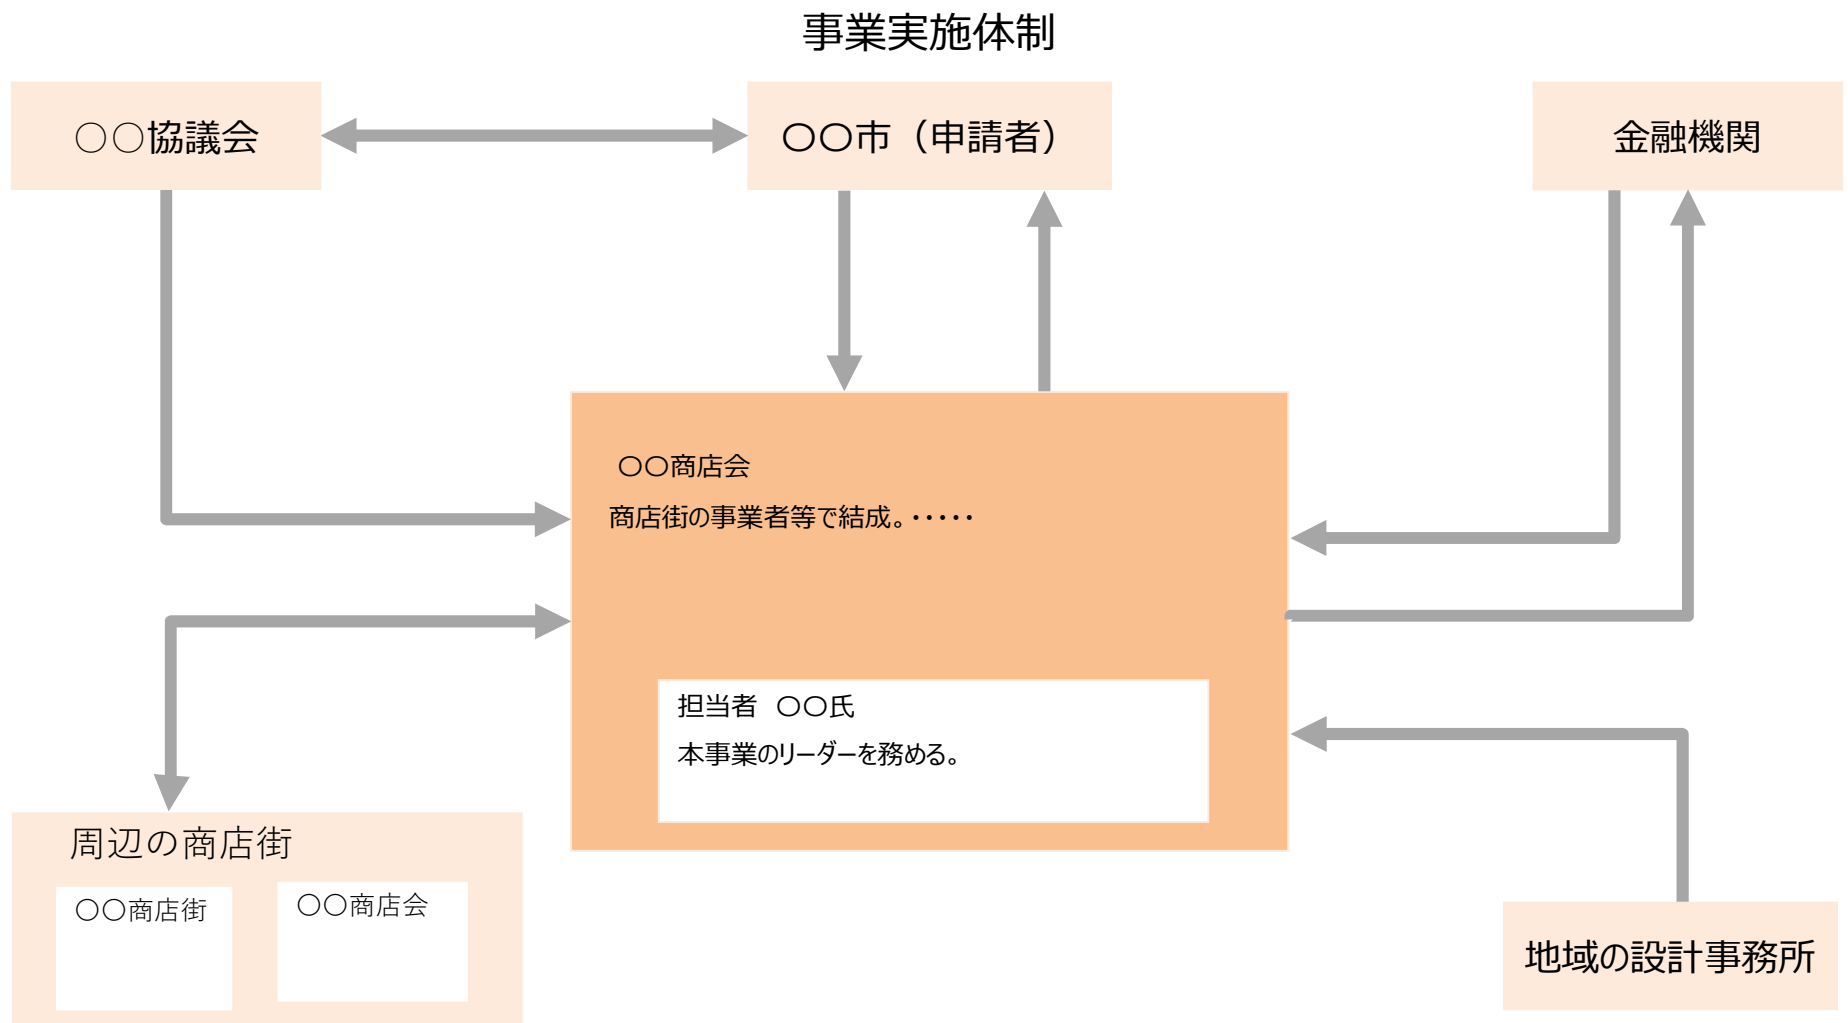 事業実施体制
〇〇協議会
〇〇市（申請者）
金融機関
〇〇商店会
商店街の事業者等で結成。・・・・・
担当者　〇〇氏
本事業のリーダーを務める。
周辺の商店街
〇〇商店街
〇〇商店会
地域の設計事務所